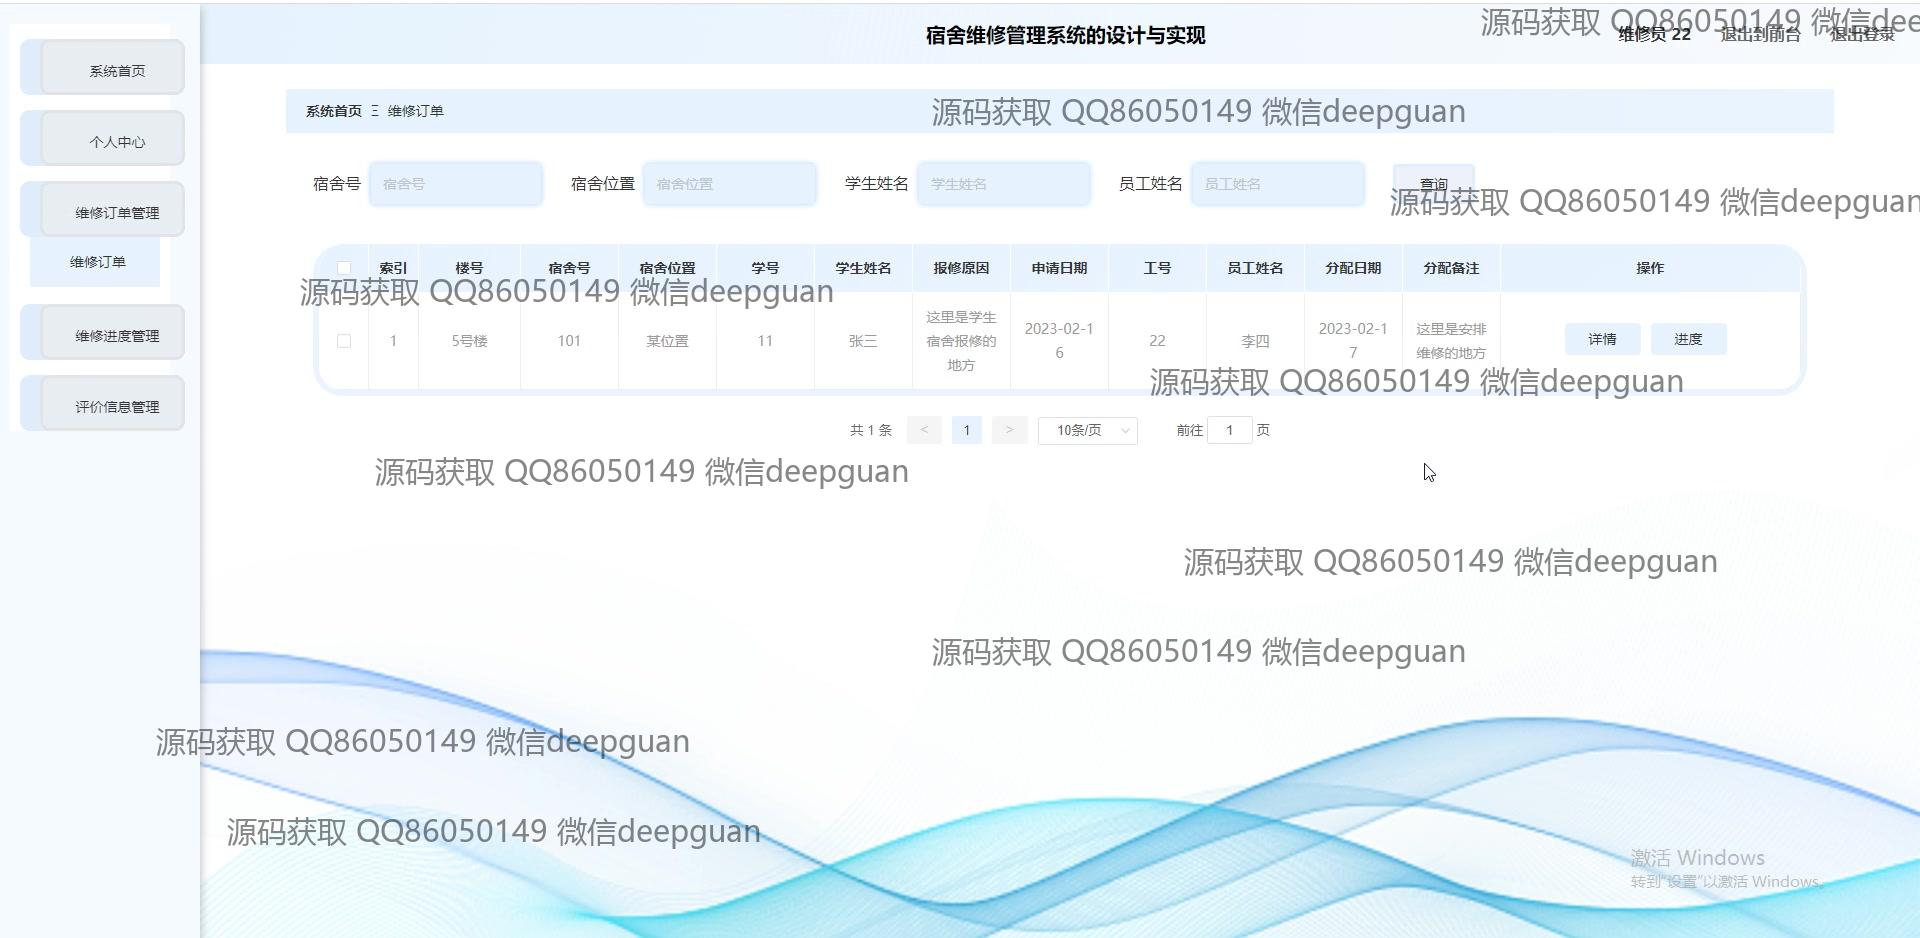 宿舍维修管理系统的设计与实现
源码获取 QQ86050149 微信dee
维修员 22 退出到前台 退出登录
系统首页
个人中心
维修订单管理
维修订单
维修进度管理
评价信息管理
系统首页 Ξ 维修订单
源码获取 QQ86050149 微信deepguan
宿舍号 宿舍号 宿舍位置 宿舍位置 学生姓名 学生姓名 员工姓名 员工姓名 查询
源码获取 QQ86050149 微信deepguan
索引 楼号 宿舍号 宿舍位置 学号 学生姓名 报修原因 申请日期 工号 员工姓名 分配日期 分配备注 操作
源码获取 QQ86050149 微信deepguan
1 5号楼 101 某位置 11 张三 这里是学生宿舍报修的地方 2023-02-16 22 李四 2023-02-17 这里是安排维修的地方 详情 进度
源码获取 QQ86050149 微信deepguan
共 1 条 < 1 > 10条/页 前往 1 页
源码获取 QQ86050149 微信deepguan
源码获取 QQ86050149 微信deepguan
源码获取 QQ86050149 微信deepguan
源码获取 QQ86050149 微信deepguan
源码获取 QQ86050149 微信deepguan
激活 Windows
转到"设置"以激活 Windows。